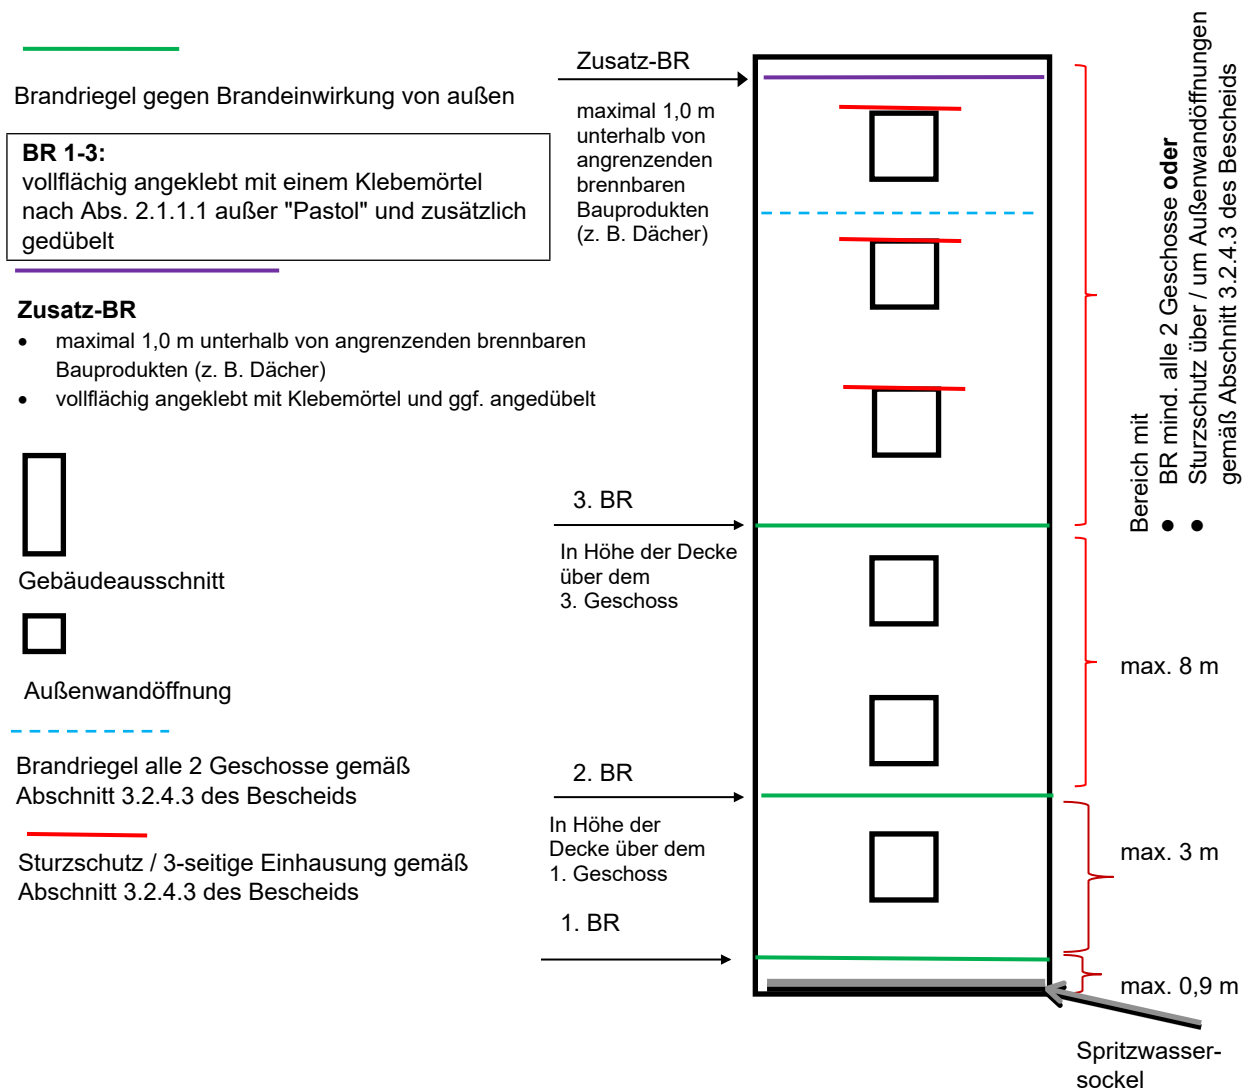 Brandriegel gegen Brandeinwirkung von außen
BR 1-3:
vollflächig angeklebt mit einem Klebemörtel
nach Abs. 2.1.1.1 außer "Pastol" und zusätzlich
gedübelt
Zusatz-BR
• maximal 1,0 m unterhalb von angrenzenden brennbaren
Bauprodukten (z. B. Dächer)
• vollflächig angeklebt mit Klebemörtel und ggf. angedübelt
Gebäudeausschnitt
Außenwandöffnung
Brandriegel alle 2 Geschosse gemäß
Abschnitt 3.2.4.3 des Bescheids
Sturzschutz / 3-seitige Einhausung gemäß
Abschnitt 3.2.4.3 des Bescheids
Zusatz-BR
maximal 1,0 m
unterhalb von
angrenzenden
brennbaren
Bauprodukten
(z. B. Dächer)
3. BR
In Höhe der Decke
über dem
3. Geschoss
2. BR
In Höhe der
Decke über dem
1. Geschoss
1. BR
Bereich mit
• BR mind. alle 2 Geschosse oder
• Sturzschutz über / um Außenwandöffnungen
gemäß Abschnitt 3.2.4.3 des Bescheids
max. 8 m
max. 3 m
max. 0,9 m
Spritzwasser-
sockel